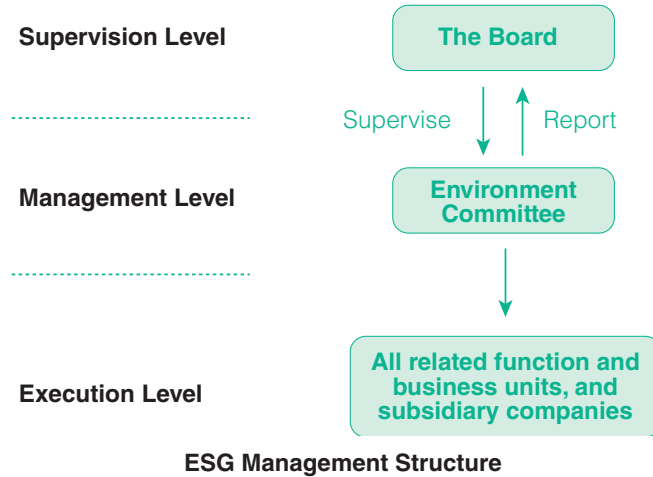 Supervision Level
The Board
Supervise
Report
Management Level
Environment
Committee
Execution Level
All related function and
business units, and
subsidiary companies
ESG Management Structure